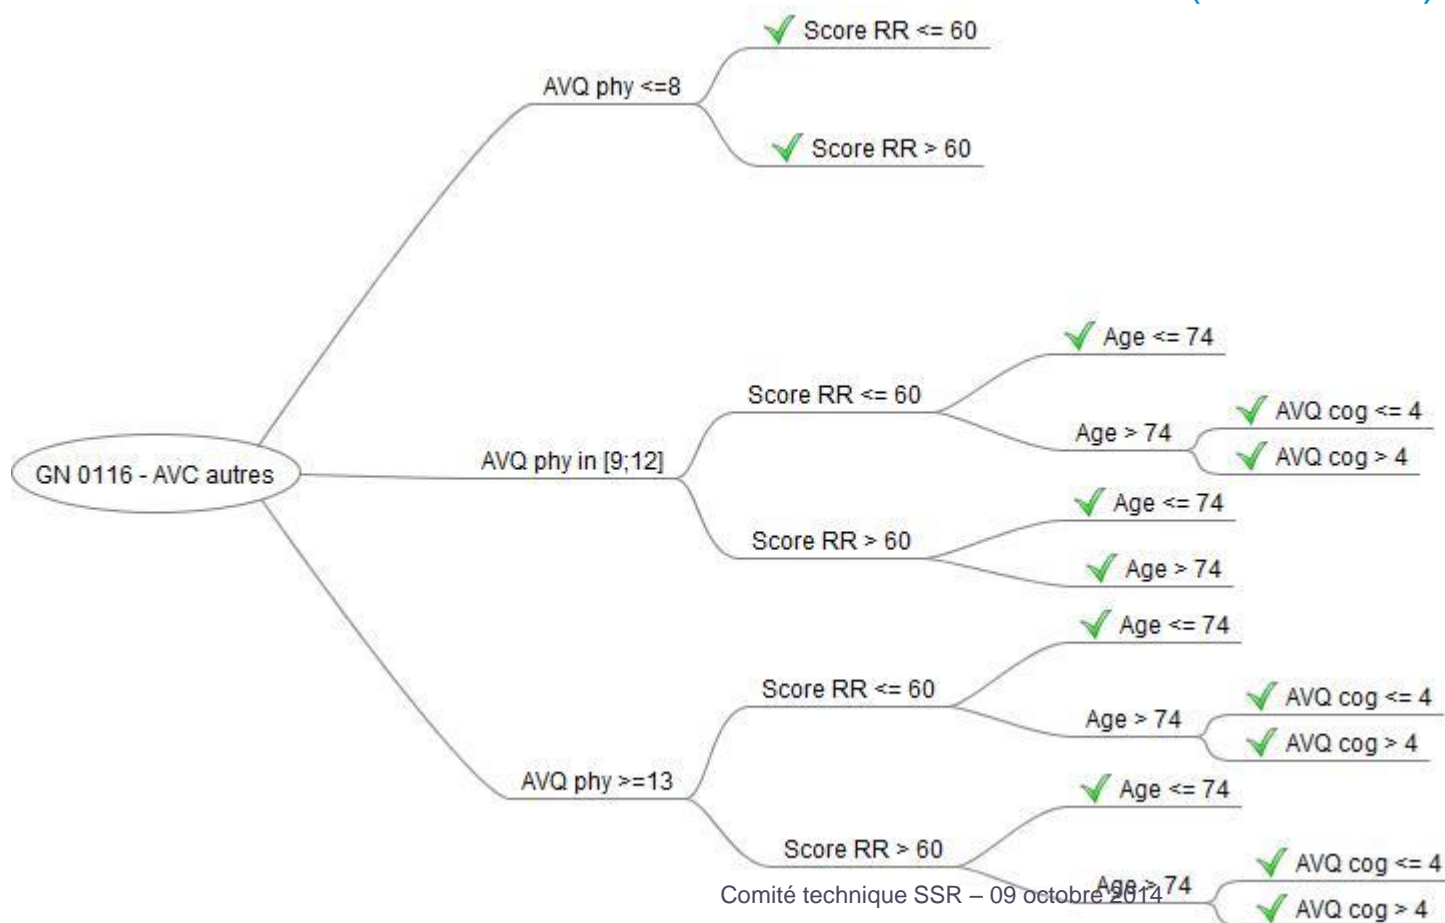 Score RR <= 60
AVQ phy <=8
Score RR > 60
Age <= 74
Score RR <= 60
AVQ cog <= 4
Age > 74
AVQ cog > 4
AVQ phy in [9;12]
GN 0116 - AVC autres
Age <= 74
Score RR > 60
Age > 74
Age <= 74
Score RR <= 60
AVQ cog <= 4
Age > 74
AVQ cog > 4
AVQ phy >=13
Age <= 74
Score RR > 60
AVQ cog <= 4
Age > 74
AVQ cog > 4
Comité technique SSR – 09 octobre 2014